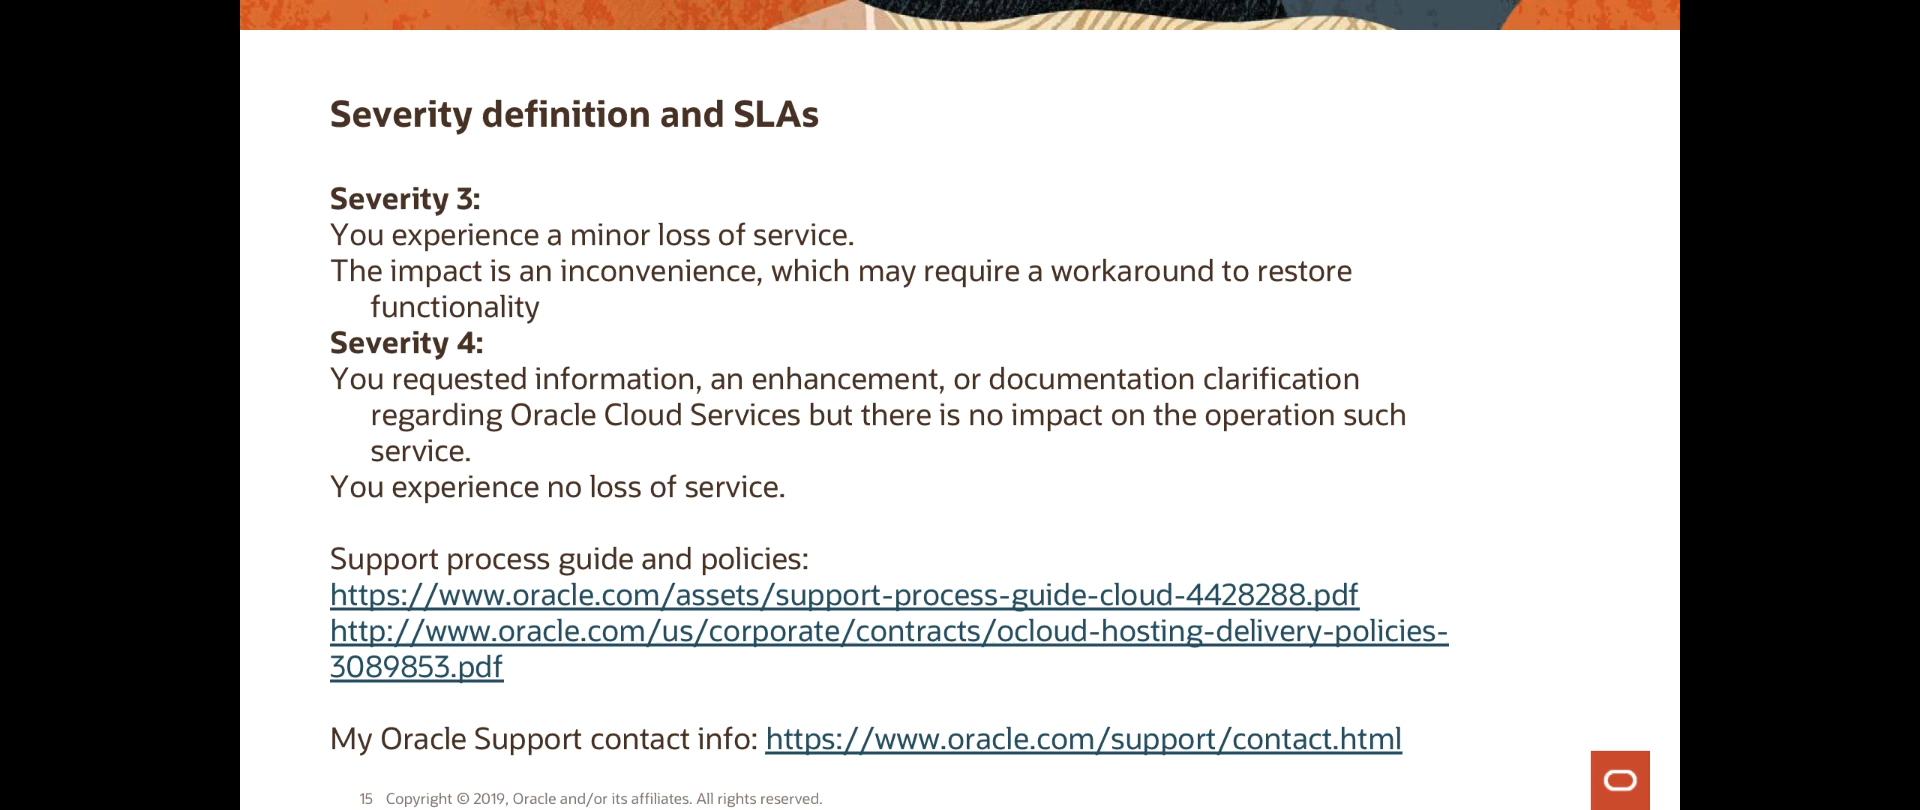 Severity definition and SLAs
Severity 3:
You experience a minor loss of service.
The impact is an inconvenience, which may require a workaround to restore
functionality
Severity 4:
You requested information, an enhancement, or documentation clarification
regarding Oracle Cloud Services but there is no impact on the operation such
service.
You experience no loss of service.
Support process guide and policies:
https://www.oracle.com/assets/support-process-guide-cloud-4428288.pdf
http://www.oracle.com/us/corporate/contracts/ocloud-hosting-delivery-policies-
3089853.pdf
My Oracle Support contact info: https://www.oracle.com/support/contact.html
15 Copyright © 2019, Oracle and/or its affiliates. All rights reserved.